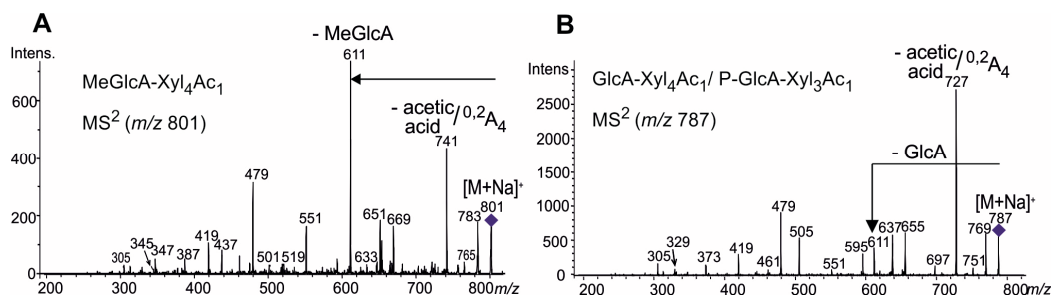 A
Intens.
- MeGlcA
611
MeGlcA-Xyl4Ac1
MS2 (m/z 801)
- acetic acid / 0,2A4
741
[M+Na]+
801
783
765
479
551
651
669
633
419
437
345
347
305
387
501
519
600
400
200
0
200 300 400 500 600 700 800 m/z
B
Intens
- acetic acid / 0,2A4
727
GlcA-Xyl4Ac1/ P-GlcA-Xyl3Ac1
MS2 (m/z 787)
- GlcA
[M+Na]+
787
769
479
505
637
655
595
611
329
305
373
419
461
551
697
751
2500
2000
1500
1000
500
0
200 300 400 500 600 700 800 m/z